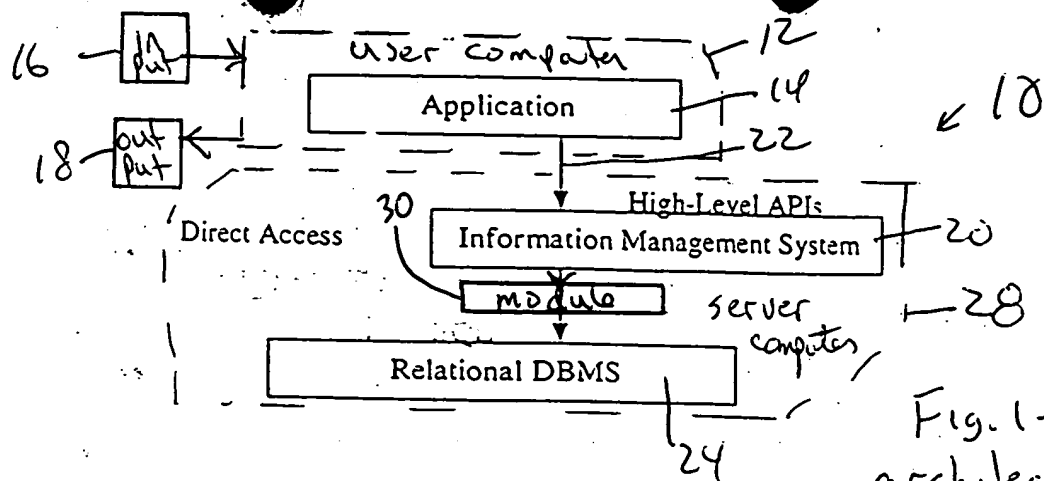 16
put
user computer
12
Application
14
10
18
out
put
22
High-Level APIs
30
Direct Access
Information Management System
20
module
server
computer
28
Relational DBMS
24
Fig. 1-